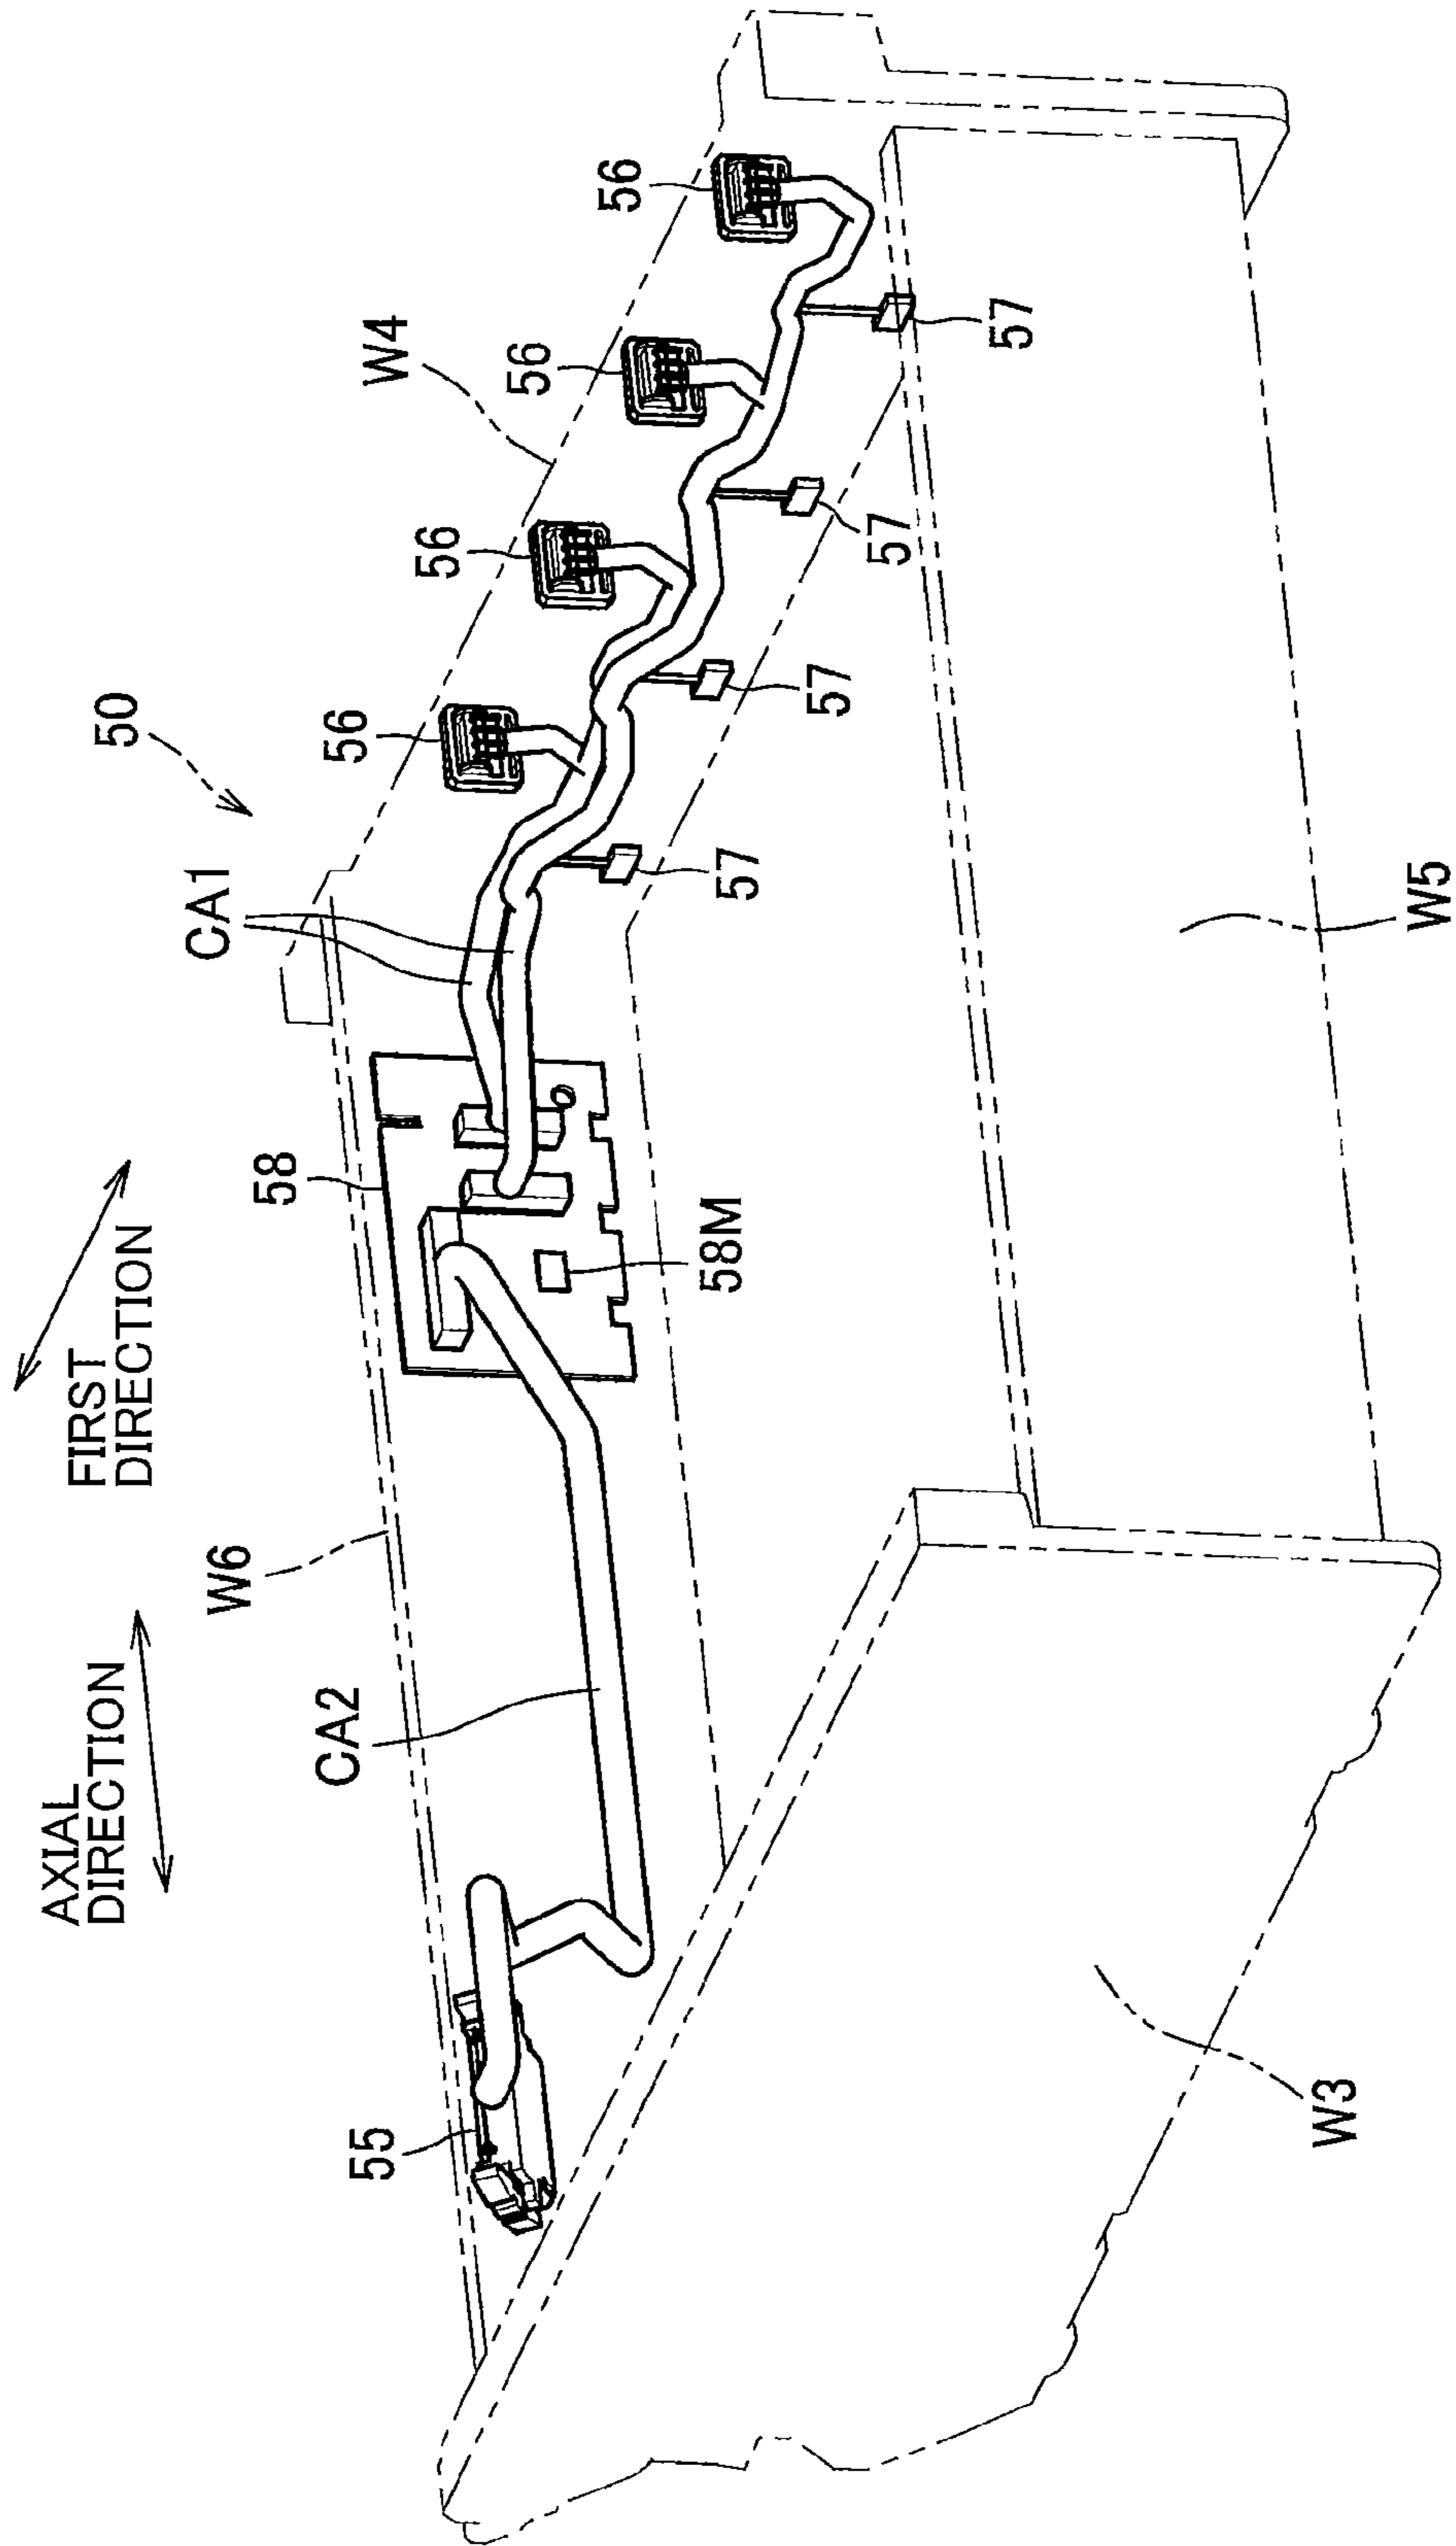 AXIAL
DIRECTION
FIRST
DIRECTION
50
W6
58
CA1
W4
CA2
55
56
56
56
56
57
57
57
57
58M
W3
W5